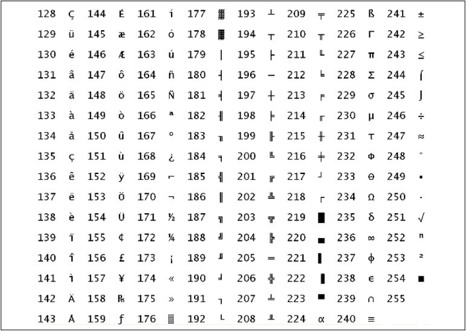 128 Ç 144 É 161 í 177 ▒ 193 ┴ 209 ╤ 225 ß 241 ±
129 ü 145 æ 162 ó 178 ▓ 194 ┬ 210 ╥ 226 Γ 242 ≥
130 é 146 Æ 163 ú 179 │ 195 ├ 211 ╙ 227 π 243 ≤
131 â 147 ô 164 ñ 180 ┤ 196 ─ 212 ╘ 228 Σ 244 ⌠
132 ä 148 ö 165 Ñ 181 ╡ 197 ┼ 213 ╒ 229 σ 245 ⌡
133 à 149 ò 166 ª 182 ╢ 198 ╞ 214 ╓ 230 µ 246 ÷
134 å 150 û 167 º 183 ╖ 199 ╟ 215 ╫ 231 τ 247 ≈
135 ç 151 ù 168 ¿ 184 ╕ 200 ╚ 216 ╪ 232 Φ 248 °
136 ê 152 ÿ 169 ⌐ 185 ╣ 201 ╔ 217 ┘ 233 Θ 249 ∙
137 ë 153 Ö 170 ¬ 186 ║ 202 ╩ 218 ┌ 234 Ω 250 ·
138 è 154 Ü 171 ½ 187 ╗ 203 ╦ 219 █ 235 δ 251 √
139 ï 155 ¢ 172 ¼ 188 ╝ 204 ╠ 220 ▄ 236 ∞ 252 ⁿ
140 î 156 £ 173 ¡ 189 ╜ 205 ═ 221 ▌ 237 φ 253 ²
141 ì 157 ¥ 174 « 190 ╛ 206 ╬ 222 ▐ 238 ε 254 ■
142 Ä 158 ₧ 175 » 191 ┐ 207 ╧ 223 ▀ 239 ∩ 255
143 Å 159 ƒ 176 ░ 192 └ 208 ╨ 224 α 240 ≡